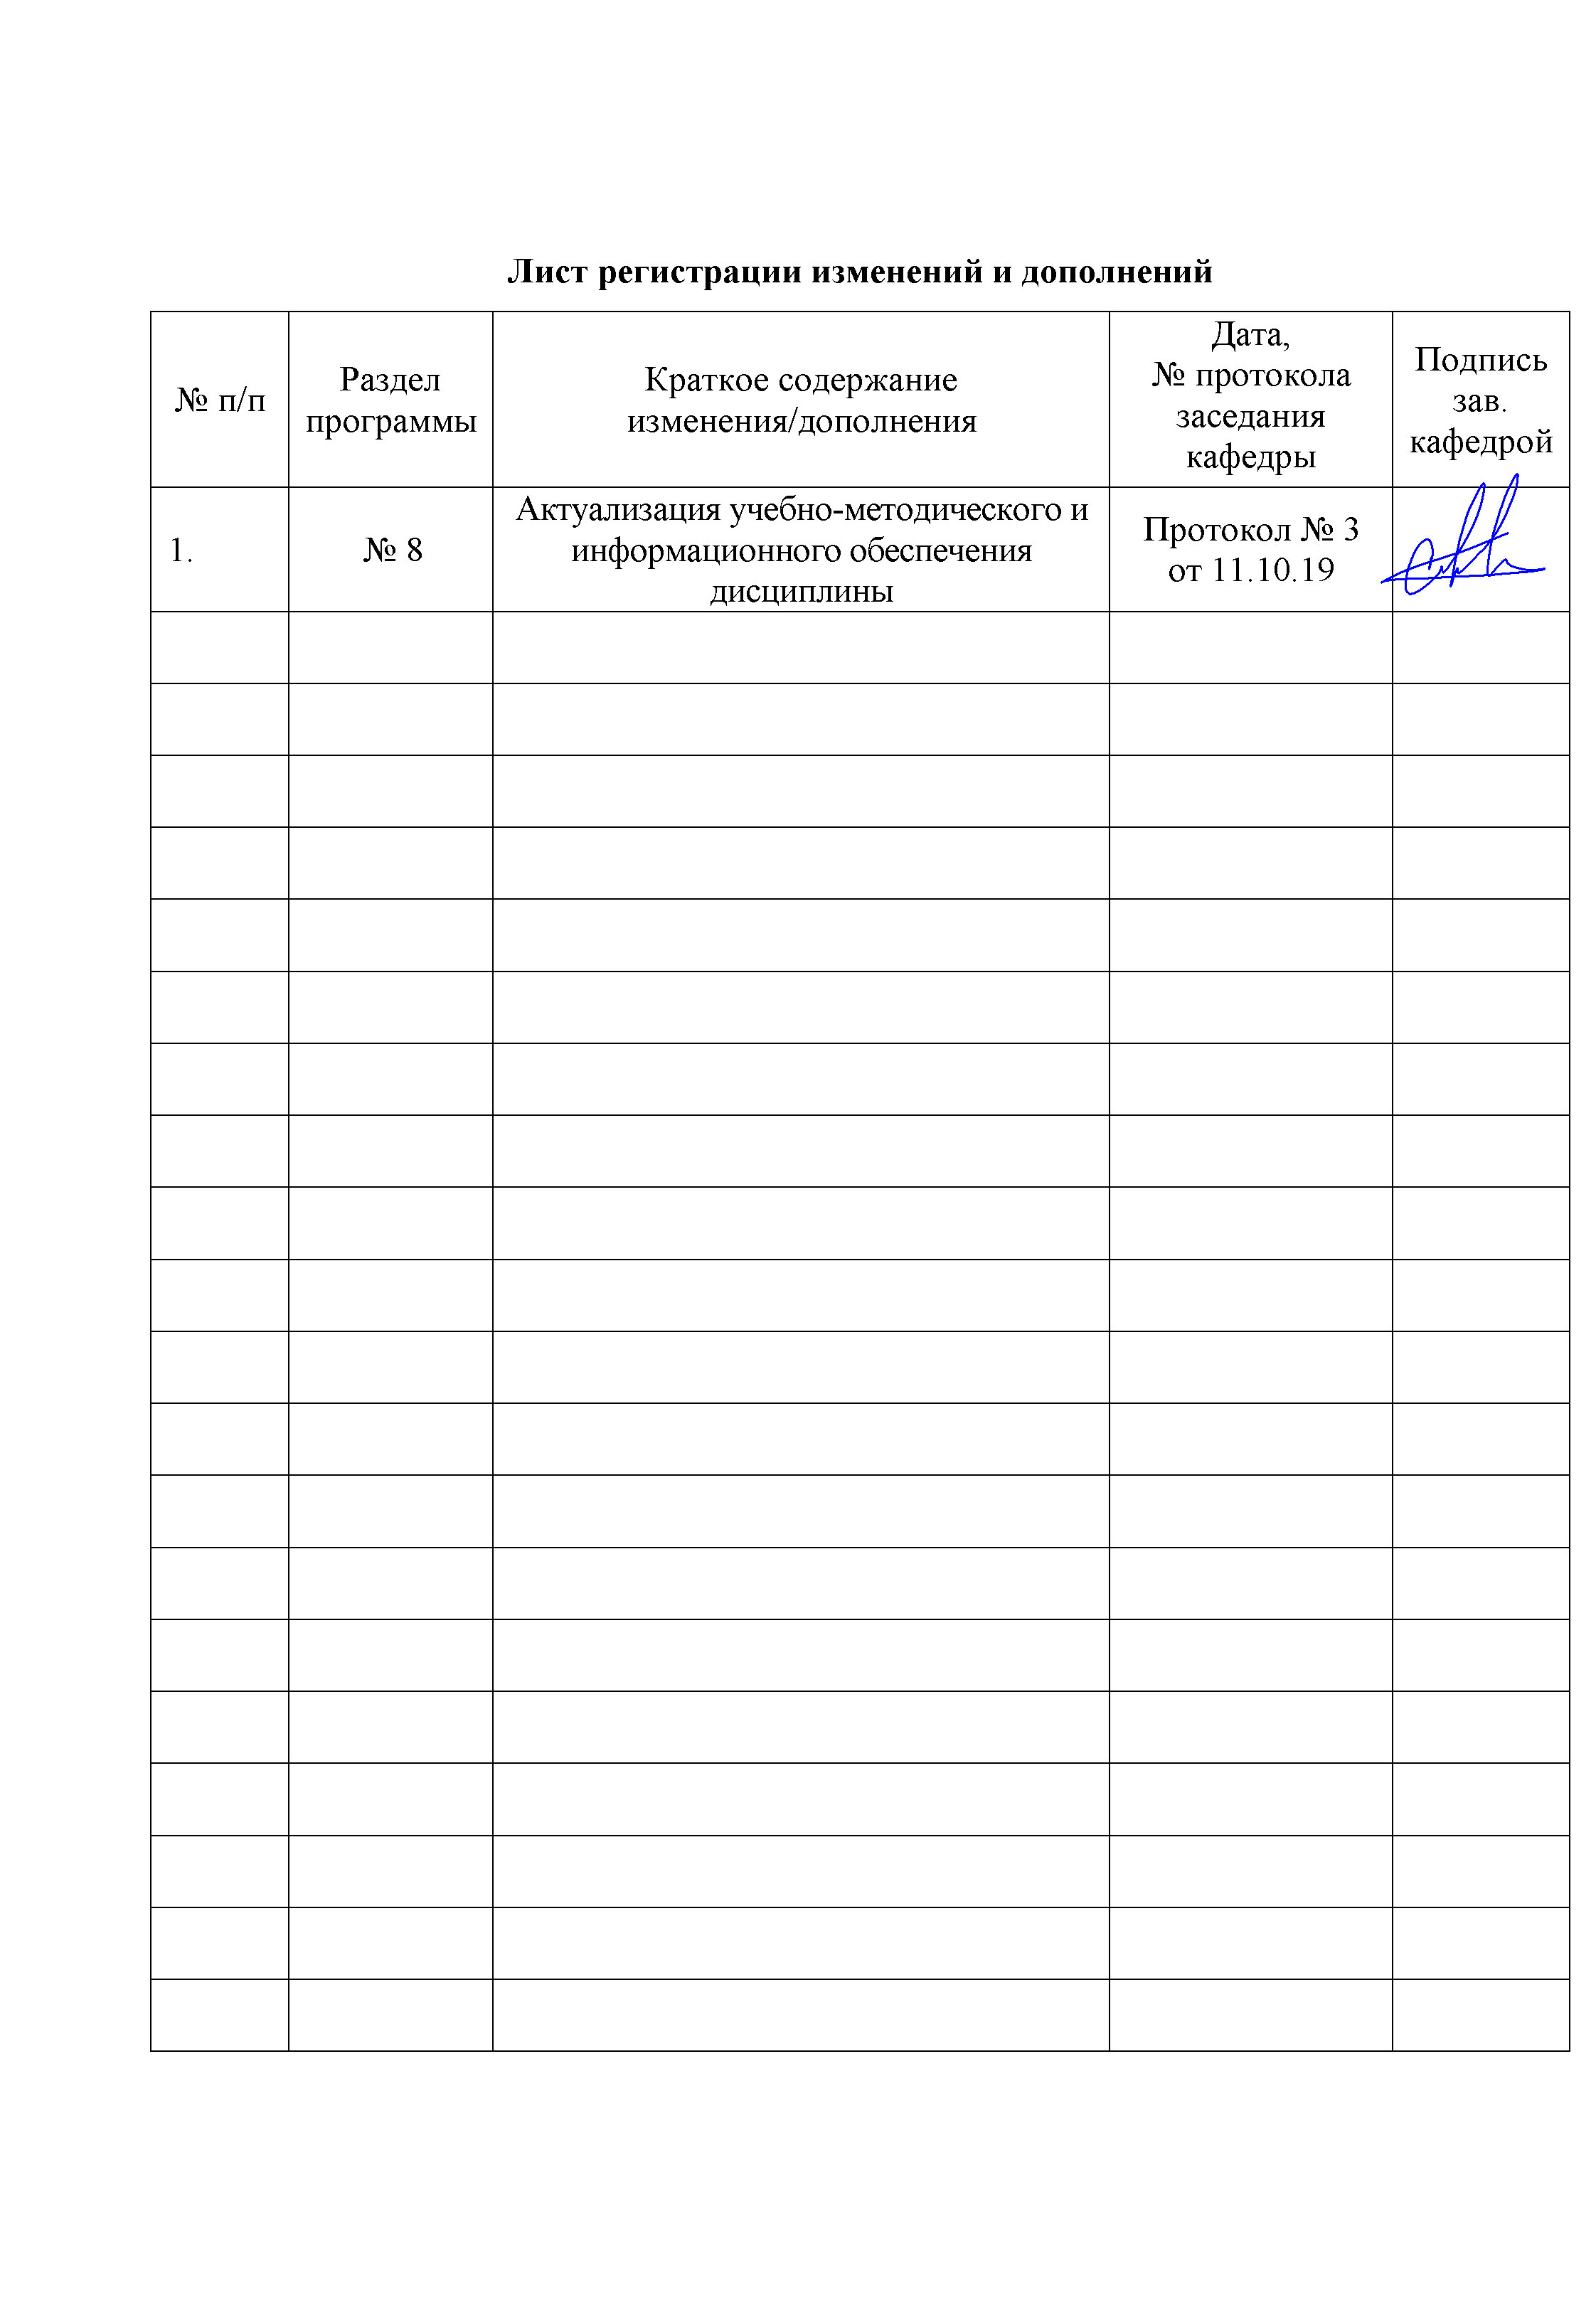 Лист регистрации изменений и дополнений
№ п/п
Раздел
программы
Краткое содержание
изменения/дополнения
Дата,
№ протокола
заседания
кафедры
Подпись
зав.
кафедрой
1.
№ 8
Актуализация учебно-методического и
информационного обеспечения
дисциплины
Протокол № 3
от 11.10.19